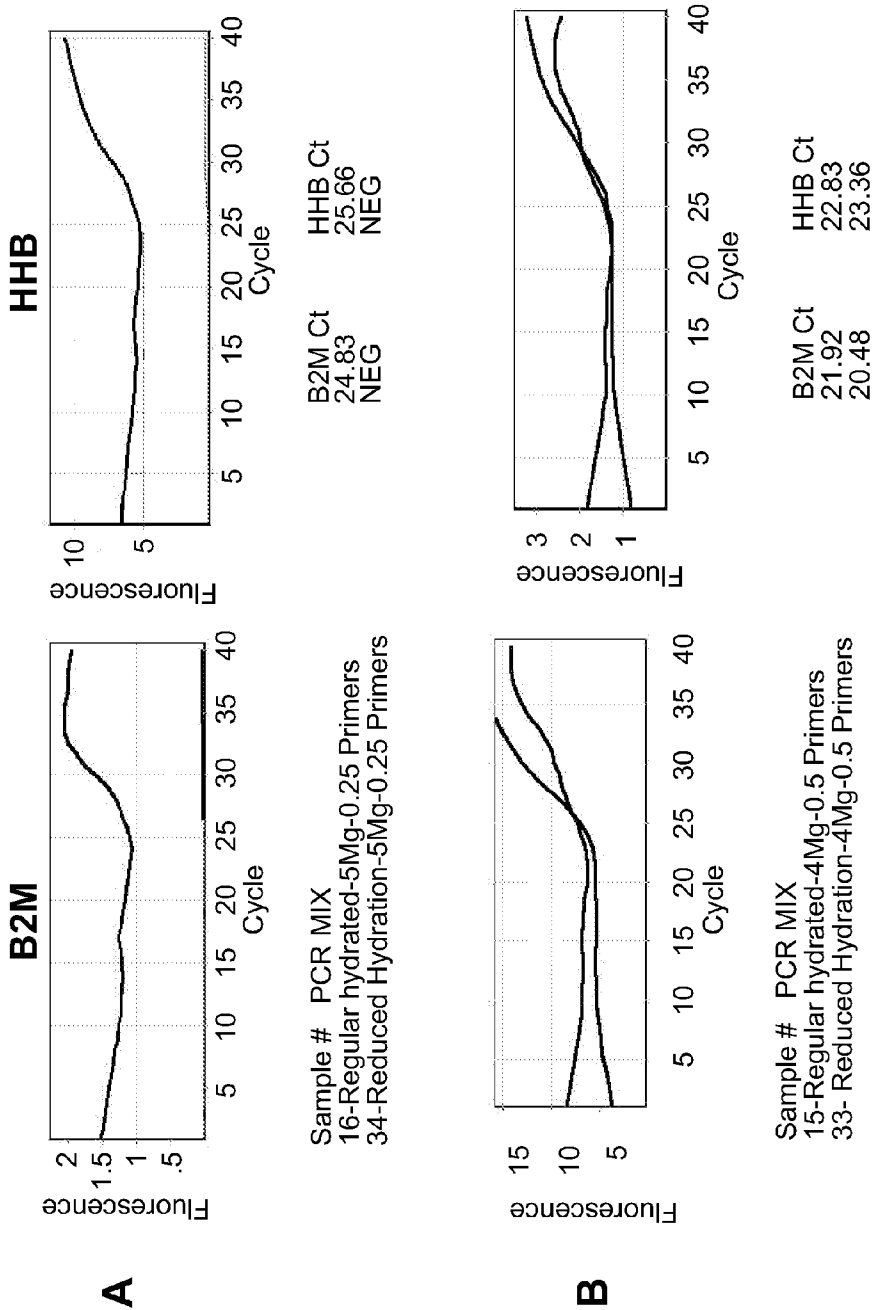 A
B2M
Fluorescence
2
1.5
1
.5
5 10 15 20 25 30 35 40
Cycle
HHB
Fluorescence
10
5
5 10 15 20 25 30 35 40
Cycle
Sample # PCR MIX
16-Regular hydrated-5Mg-0.25 Primers
34-Reduced Hydration-5Mg-0.25 Primers
B2M Ct HHB Ct
24.83 25.66
NEG NEG
B
Fluorescence
15
10
5
5 10 15 20 25 30 35 40
Cycle
Fluorescence
3
2
1
5 10 15 20 25 30 35 40
Cycle
Sample # PCR MIX
15-Regular hydrated-4Mg-0.5 Primers
33- Reduced Hydration-4Mg-0.5 Primers
B2M Ct HHB Ct
21.92 22.83
20.48 23.36